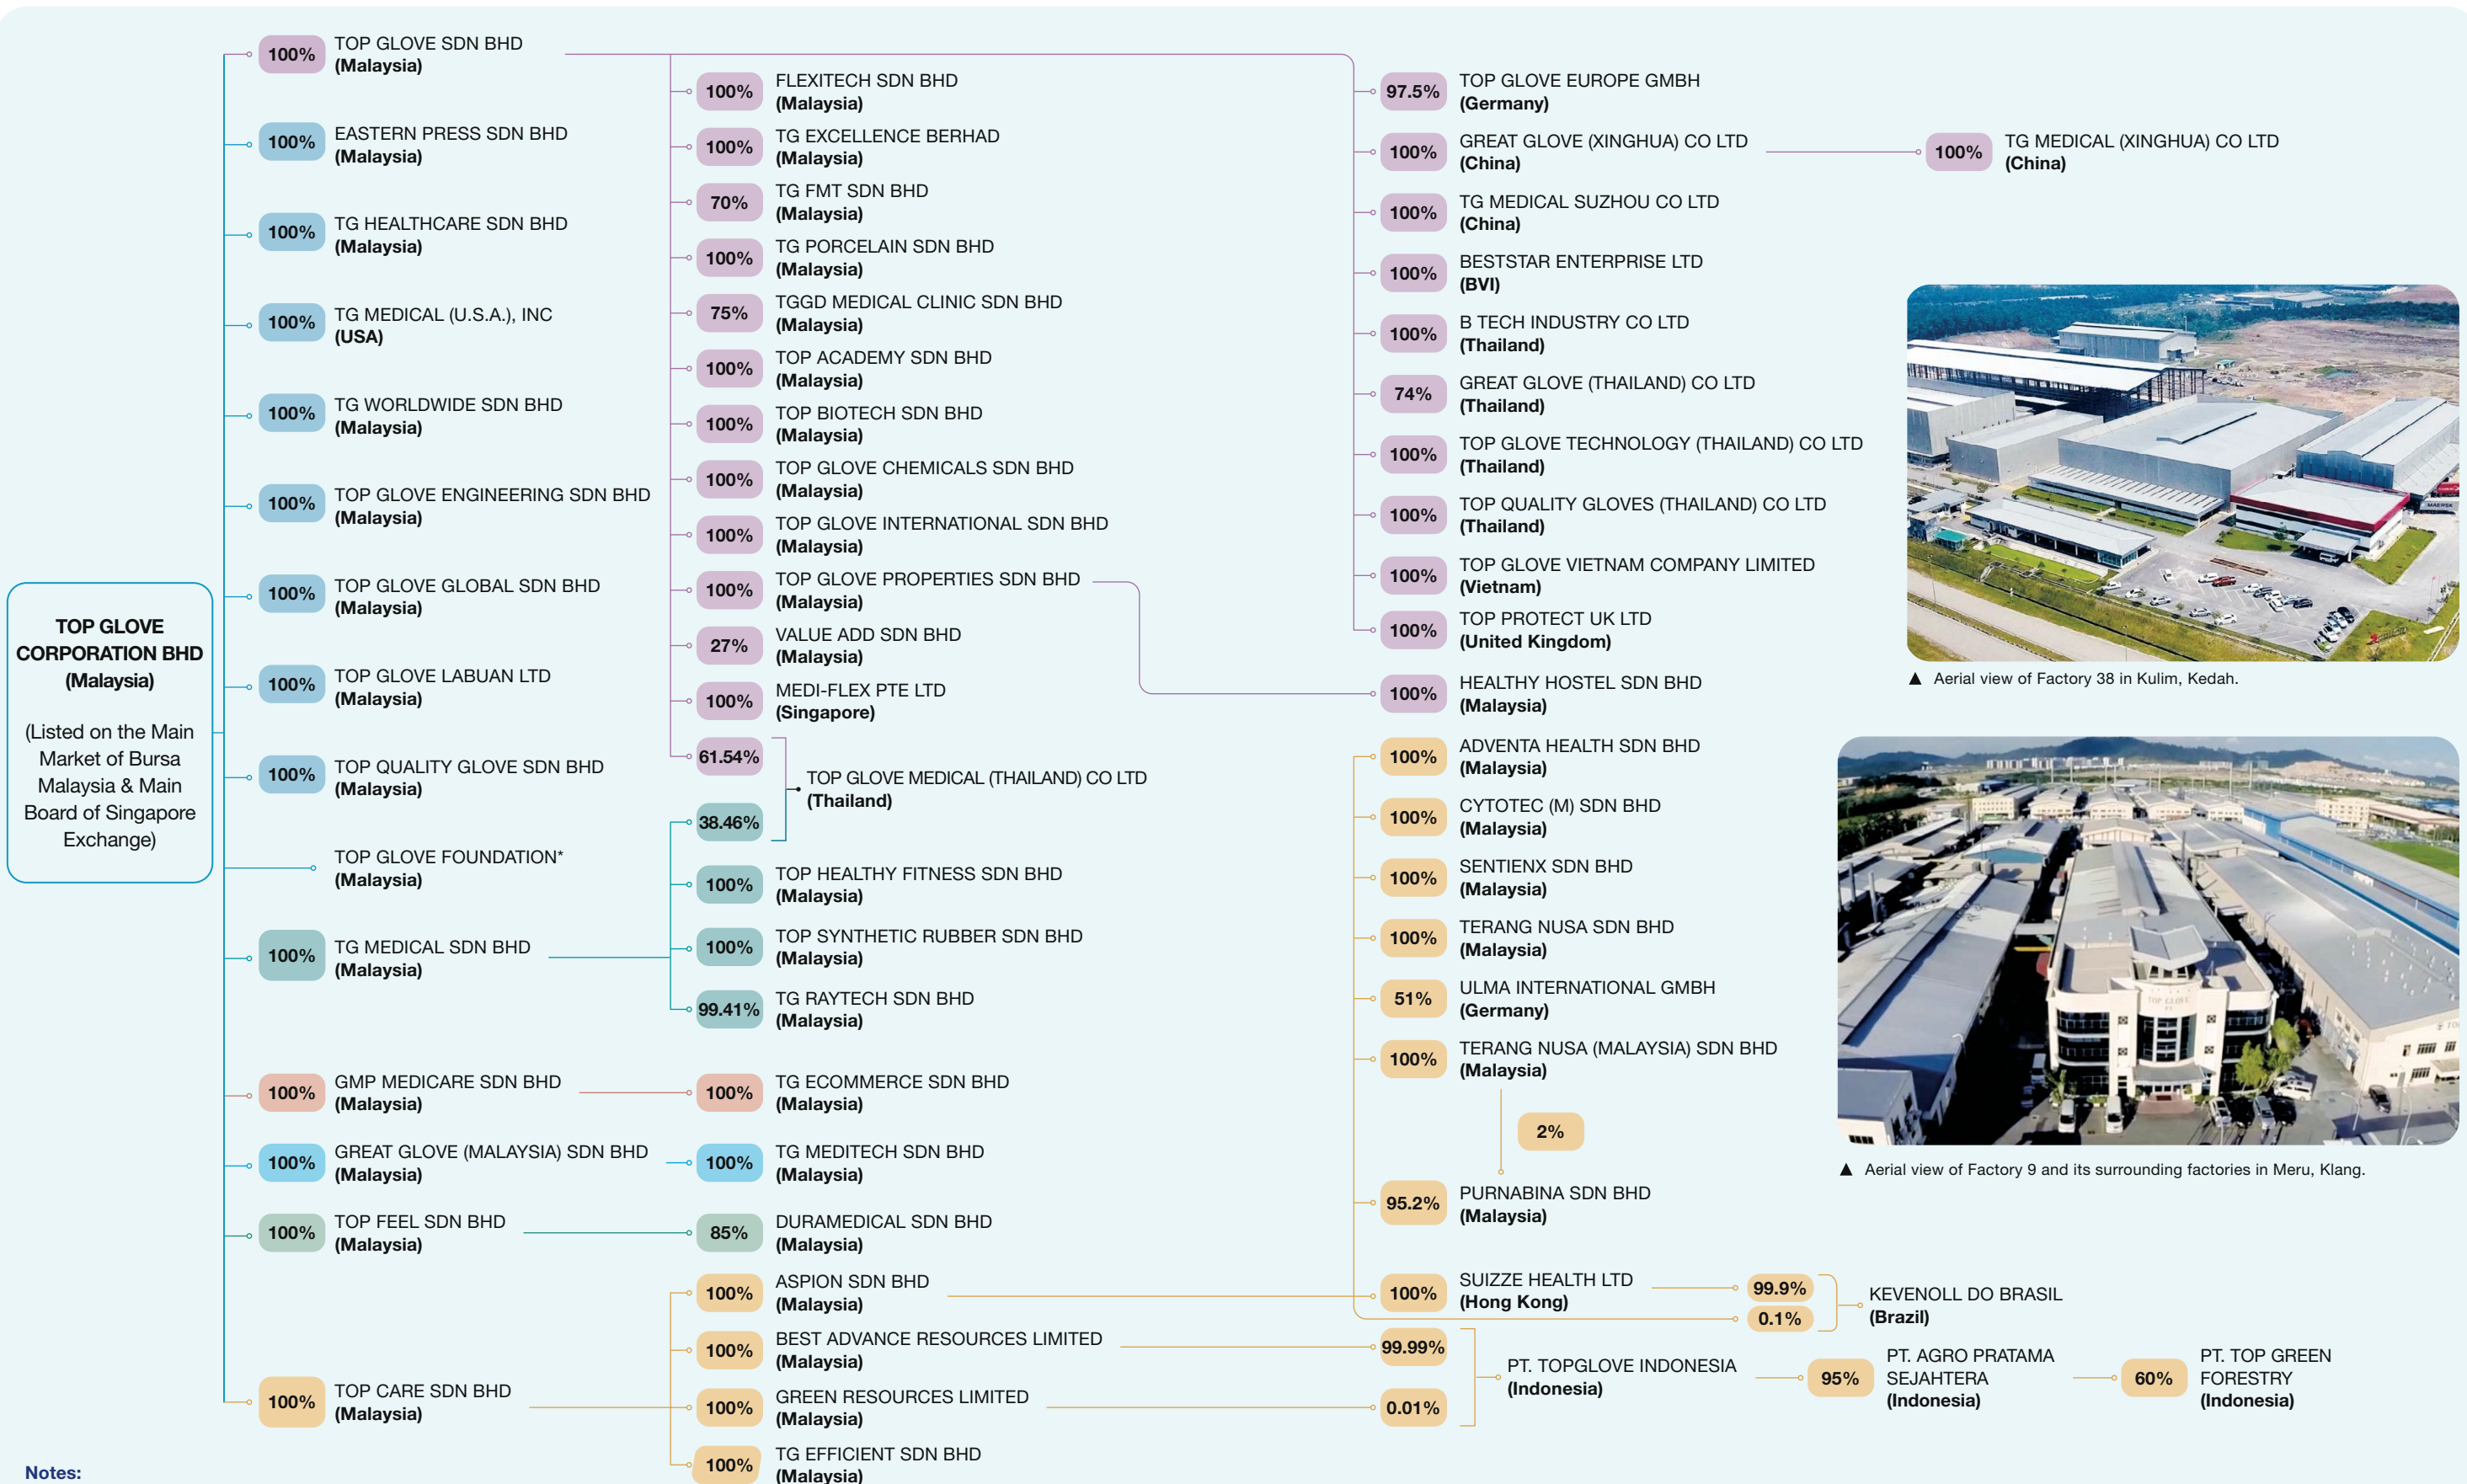 TOP GLOVE
CORPORATION BHD
(Malaysia)
(Listed on the Main
Market of Bursa
Malaysia & Main
Board of Singapore
Exchange)
100%
TOP GLOVE SDN BHD
(Malaysia)
100%
EASTERN PRESS SDN BHD
(Malaysia)
100%
TG HEALTHCARE SDN BHD
(Malaysia)
100%
TG MEDICAL (U.S.A.), INC
(USA)
100%
TG WORLDWIDE SDN BHD
(Malaysia)
100%
TOP GLOVE ENGINEERING SDN BHD
(Malaysia)
100%
TOP GLOVE GLOBAL SDN BHD
(Malaysia)
100%
TOP GLOVE LABUAN LTD
(Malaysia)
100%
TOP QUALITY GLOVE SDN BHD
(Malaysia)
TOP GLOVE FOUNDATION*
(Malaysia)
100%
TG MEDICAL SDN BHD
(Malaysia)
100%
GMP MEDICARE SDN BHD
(Malaysia)
100%
GREAT GLOVE (MALAYSIA) SDN BHD
(Malaysia)
100%
TOP FEEL SDN BHD
(Malaysia)
100%
TOP CARE SDN BHD
(Malaysia)
100%
FLEXITECH SDN BHD
(Malaysia)
100%
TG EXCELLENCE BERHAD
(Malaysia)
70%
TG FMT SDN BHD
(Malaysia)
100%
TG PORCELAIN SDN BHD
(Malaysia)
75%
TGGD MEDICAL CLINIC SDN BHD
(Malaysia)
100%
TOP ACADEMY SDN BHD
(Malaysia)
100%
TOP BIOTECH SDN BHD
(Malaysia)
100%
TOP GLOVE CHEMICALS SDN BHD
(Malaysia)
100%
TOP GLOVE INTERNATIONAL SDN BHD
(Malaysia)
100%
TOP GLOVE PROPERTIES SDN BHD
(Malaysia)
27%
VALUE ADD SDN BHD
(Malaysia)
100%
MEDI-FLEX PTE LTD
(Singapore)
61.54%
38.46%
TOP GLOVE MEDICAL (THAILAND) CO LTD
(Thailand)
100%
TOP HEALTHY FITNESS SDN BHD
(Malaysia)
100%
TOP SYNTHETIC RUBBER SDN BHD
(Malaysia)
99.41%
TG RAYTECH SDN BHD
(Malaysia)
100%
TG ECOMMERCE SDN BHD
(Malaysia)
100%
TG MEDITECH SDN BHD
(Malaysia)
85%
DURAMEDICAL SDN BHD
(Malaysia)
100%
ASPION SDN BHD
(Malaysia)
100%
BEST ADVANCE RESOURCES LIMITED
(Malaysia)
100%
GREEN RESOURCES LIMITED
(Malaysia)
100%
TG EFFICIENT SDN BHD
(Malaysia)
97.5%
TOP GLOVE EUROPE GMBH
(Germany)
100%
GREAT GLOVE (XINGHUA) CO LTD
(China)
100%
TG MEDICAL (XINGHUA) CO LTD
(China)
100%
TG MEDICAL SUZHOU CO LTD
(China)
100%
BESTSTAR ENTERPRISE LTD
(BVI)
100%
B TECH INDUSTRY CO LTD
(Thailand)
74%
GREAT GLOVE (THAILAND) CO LTD
(Thailand)
100%
TOP GLOVE TECHNOLOGY (THAILAND) CO LTD
(Thailand)
100%
TOP QUALITY GLOVES (THAILAND) CO LTD
(Thailand)
100%
TOP GLOVE VIETNAM COMPANY LIMITED
(Vietnam)
100%
TOP PROTECT UK LTD
(United Kingdom)
100%
HEALTHY HOSTEL SDN BHD
(Malaysia)
100%
ADVENTA HEALTH SDN BHD
(Malaysia)
100%
CYTOTEC (M) SDN BHD
(Malaysia)
100%
SENTIENX SDN BHD
(Malaysia)
100%
TERANG NUSA SDN BHD
(Malaysia)
51%
ULMA INTERNATIONAL GMBH
(Germany)
100%
TERANG NUSA (MALAYSIA) SDN BHD
(Malaysia)
2%
95.2%
PURNABINA SDN BHD
(Malaysia)
100%
SUIZZE HEALTH LTD
(Hong Kong)
99.9%
0.1%
KEVENOLL DO BRASIL
(Brazil)
99.99%
0.01%
PT. TOPGLOVE INDONESIA
(Indonesia)
95%
PT. AGRO PRATAMA
SEJAHTERA
(Indonesia)
60%
PT. TOP GREEN
FORESTRY
(Indonesia)
MAERSK
▲ Aerial view of Factory 38 in Kulim, Kedah.
TOP GLOVE
▲ Aerial view of Factory 9 and its surrounding factories in Meru, Klang.
Notes: